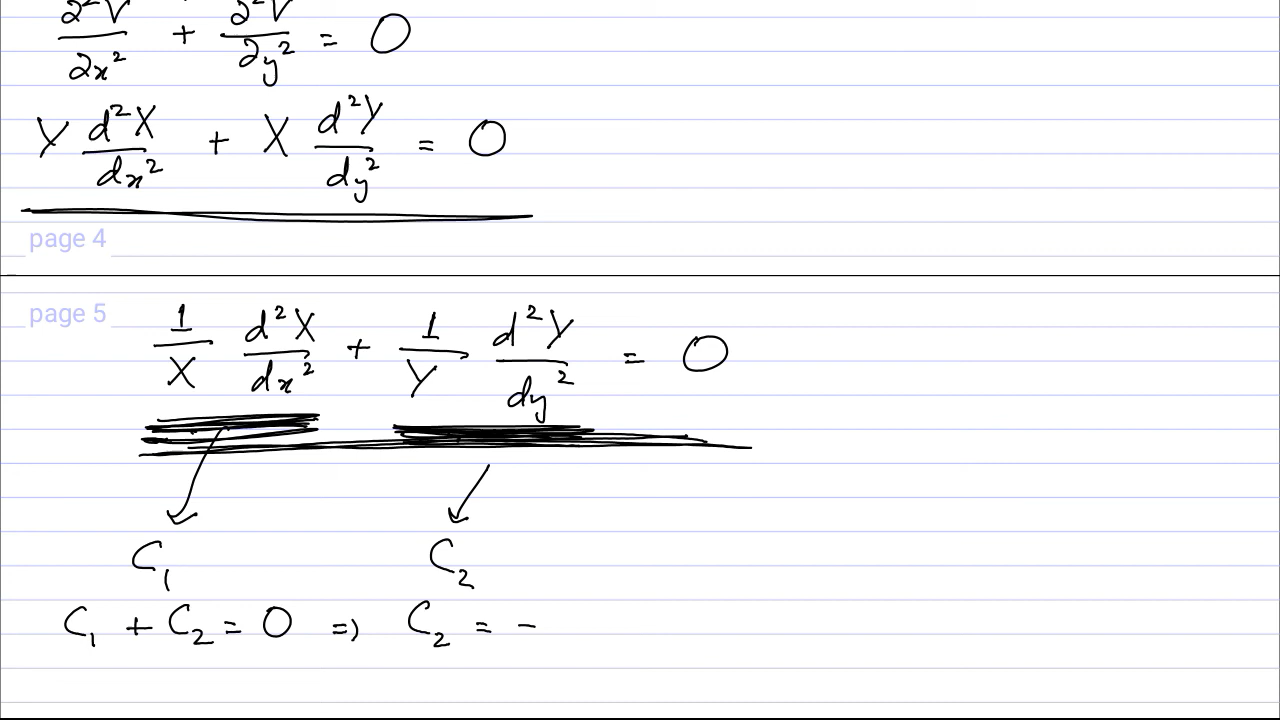 ∂²V/∂x² + ∂²V/∂y² = 0
Y d²X/dx² + X d²Y/dy² = 0
page 4
page 5
1/X d²X/dx² + 1/Y d²Y/dy² = 0
C₁ C₂
C₁ + C₂ = 0 => C₂ = -